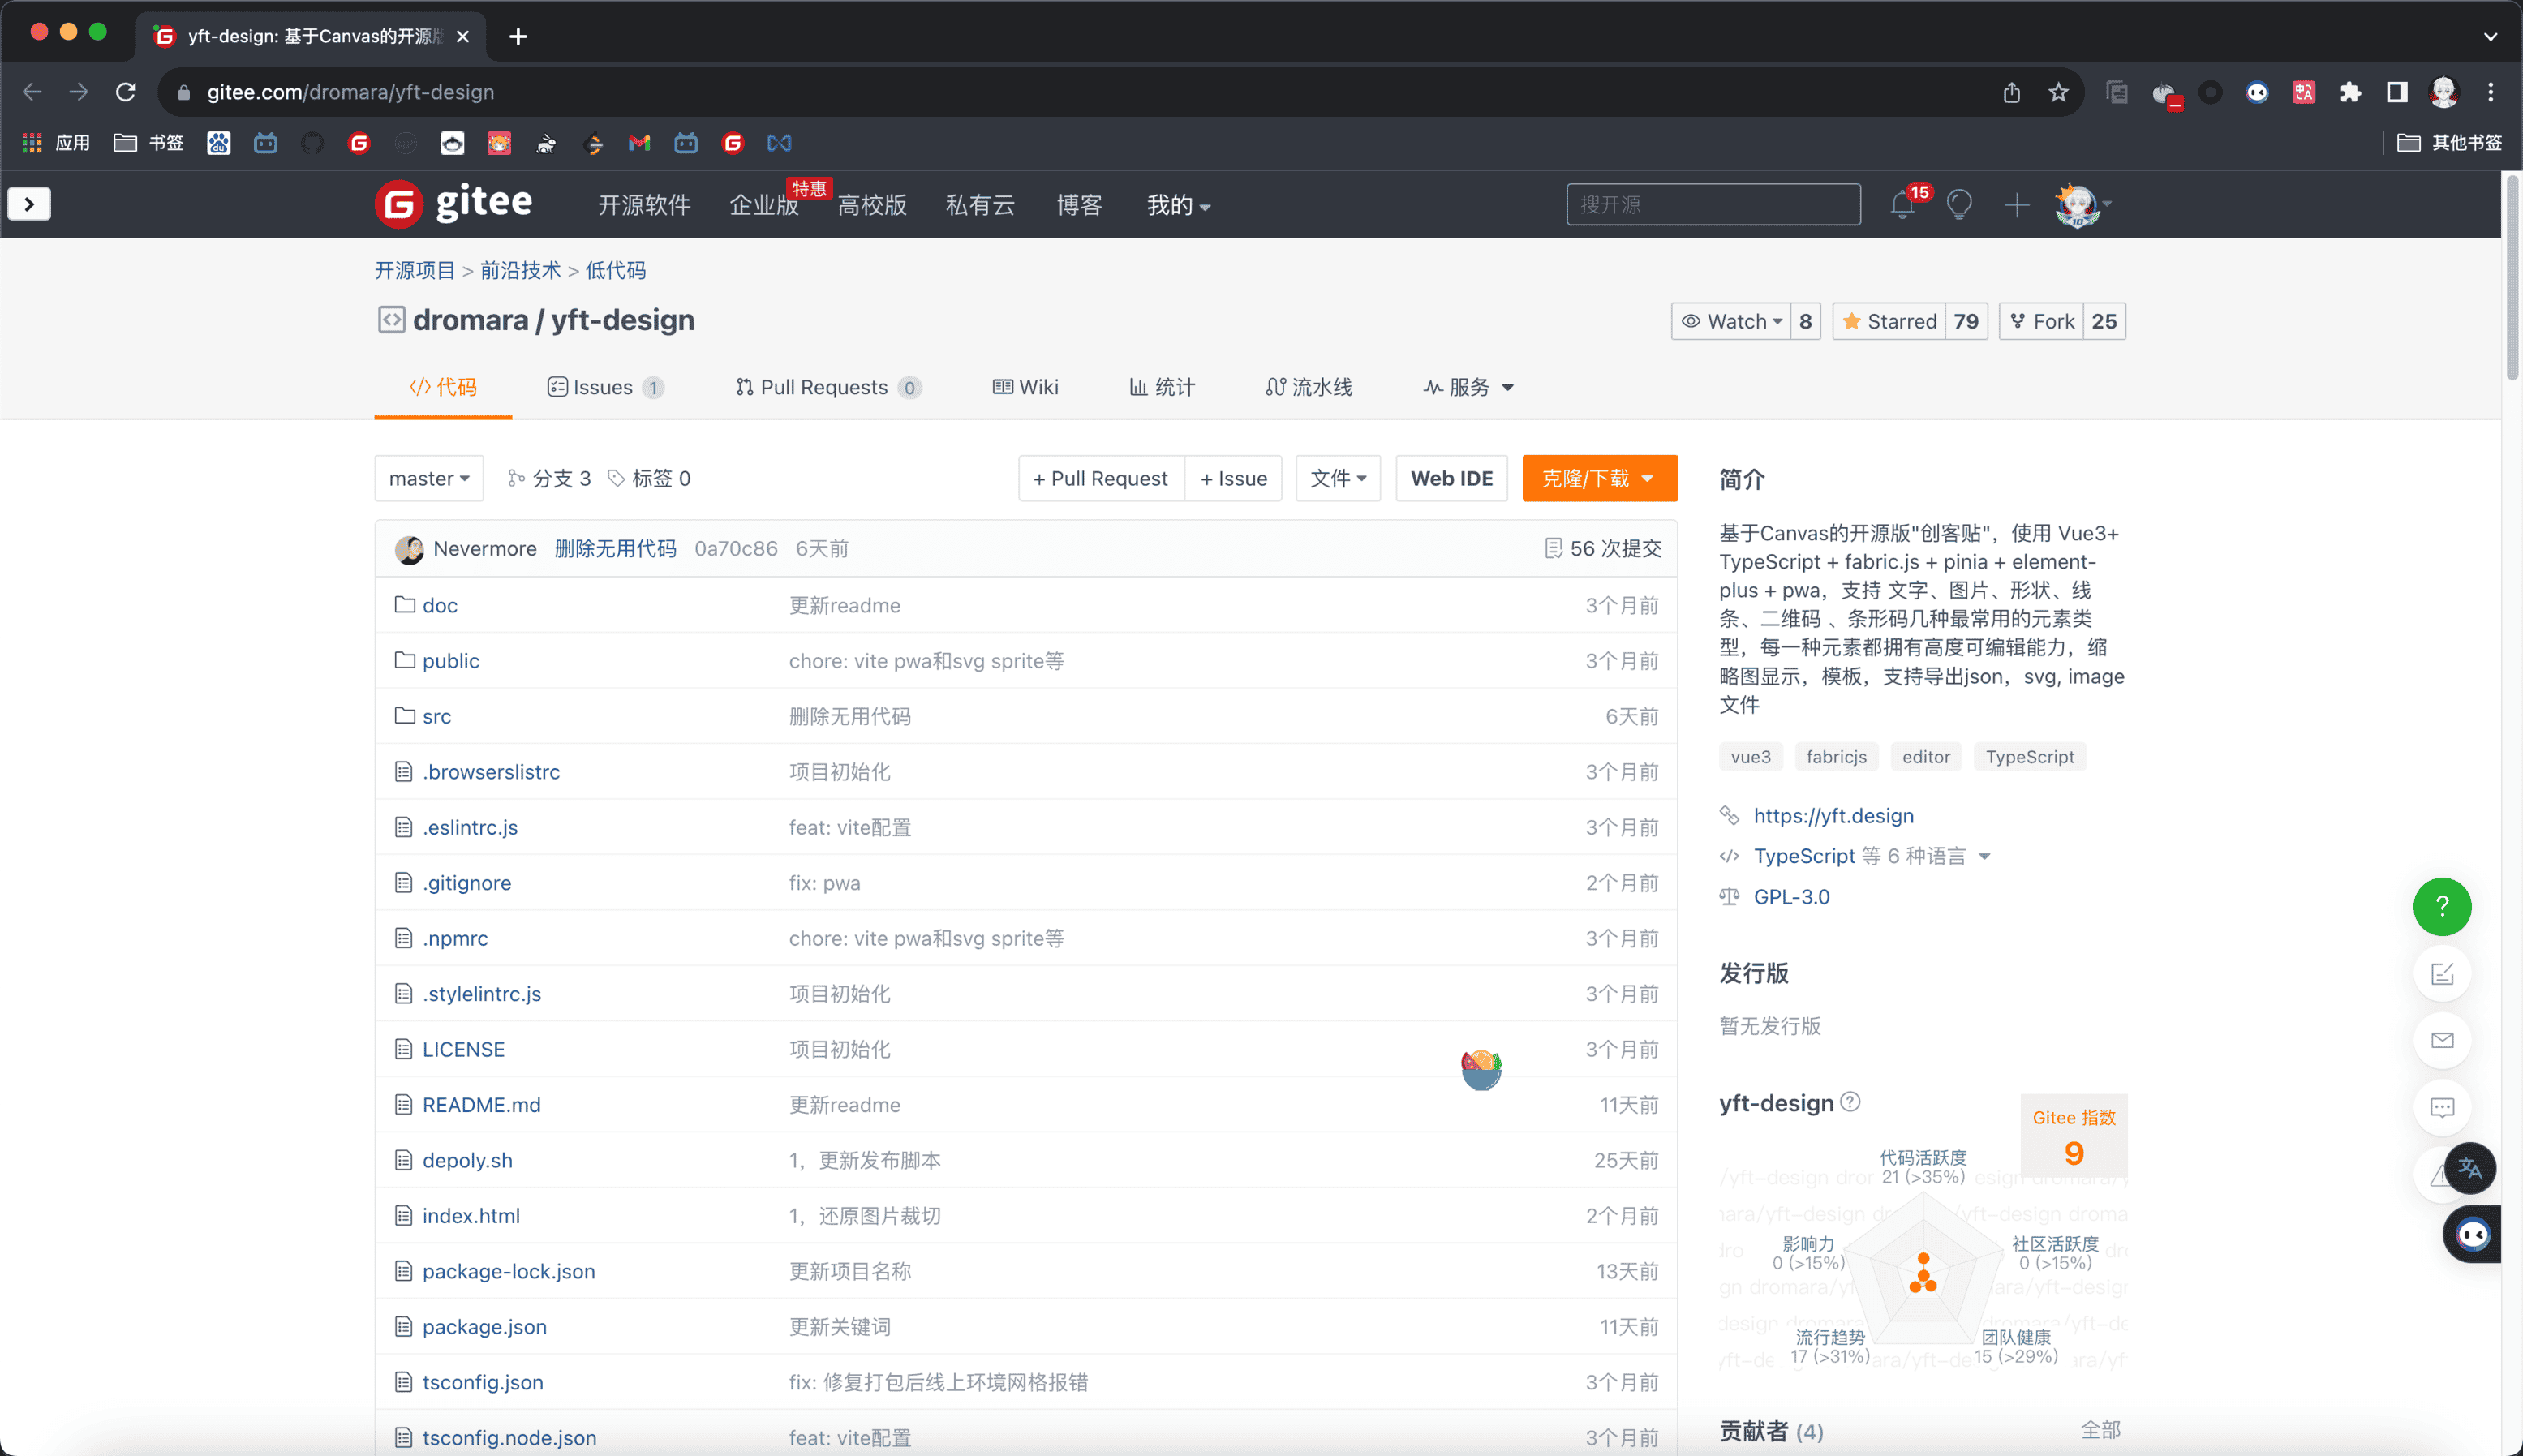 yft-design: 基于Canvas的开源版
gitee.com/dromara/yft-design
应用 书签 其他书签
gitee 开源软件 企业版 特惠 高校版 私有云 博客 我的 搜开源 15
开源项目 > 前沿技术 > 低代码
dromara / yft-design Watch 8 Starred 79 Fork 25
代码 Issues 1 Pull Requests 0 Wiki 统计 流水线 服务
master 分支 3 标签 0 + Pull Request + Issue 文件 Web IDE 克隆/下载
Nevermore 删除无用代码 0a70c86 6天前 56 次提交
doc 更新readme 3个月前
public chore: vite pwa和svg sprite等 3个月前
src 删除无用代码 6天前
.browserslistrc 项目初始化 3个月前
.eslintrc.js feat: vite配置 3个月前
.gitignore fix: pwa 2个月前
.npmrc chore: vite pwa和svg sprite等 3个月前
.stylelintrc.js 项目初始化 3个月前
LICENSE 项目初始化 3个月前
README.md 更新readme 11天前
depoly.sh 1，更新发布脚本 25天前
index.html 1，还原图片裁切 2个月前
package-lock.json 更新项目名称 13天前
package.json 更新关键词 11天前
tsconfig.json fix: 修复打包后线上环境网格报错 3个月前
tsconfig.node.json feat: vite配置 3个月前
简介
基于Canvas的开源版"创客贴"，使用 Vue3+
TypeScript + fabric.js + pinia + element-
plus + pwa，支持 文字、图片、形状、线
条、二维码 、条形码几种最常用的元素类
型，每一种元素都拥有高度可编辑能力，缩
略图显示，模板，支持导出json，svg, image
文件
vue3 fabricjs editor TypeScript
https://yft.design
TypeScript 等 6 种语言
GPL-3.0
发行版
暂无发行版
yft-design
Gitee 指数
9
代码活跃度
21 (>35%)
影响力
0 (>15%)
社区活跃度
0 (>15%)
流行趋势
17 (>31%)
团队健康
15 (>29%)
贡献者 (4) 全部